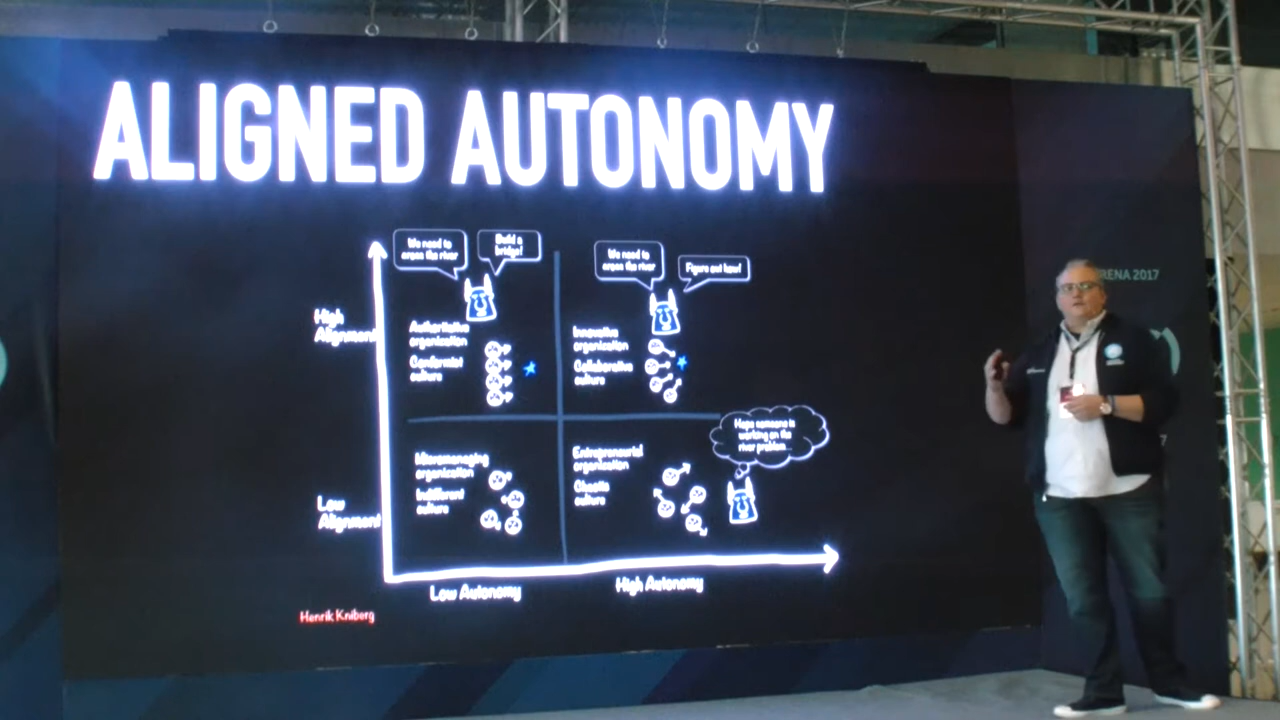 ALIGNED AUTONOMY
We need to
cross the river
Build a
bridge!
We need to
cross the river
Figure out how!
High
Alignment
Authoritative
organization
Conformist
culture
Innovative
organization
Collaborative
culture
Hope someone is
working on the
river problem...
Micromanaging
organization
Indifferent
culture
Entrepreneurial
organization
Chaotic
culture
Low
Alignment
Low Autonomy
High Autonomy
Henrik Kniberg
RENA 2017